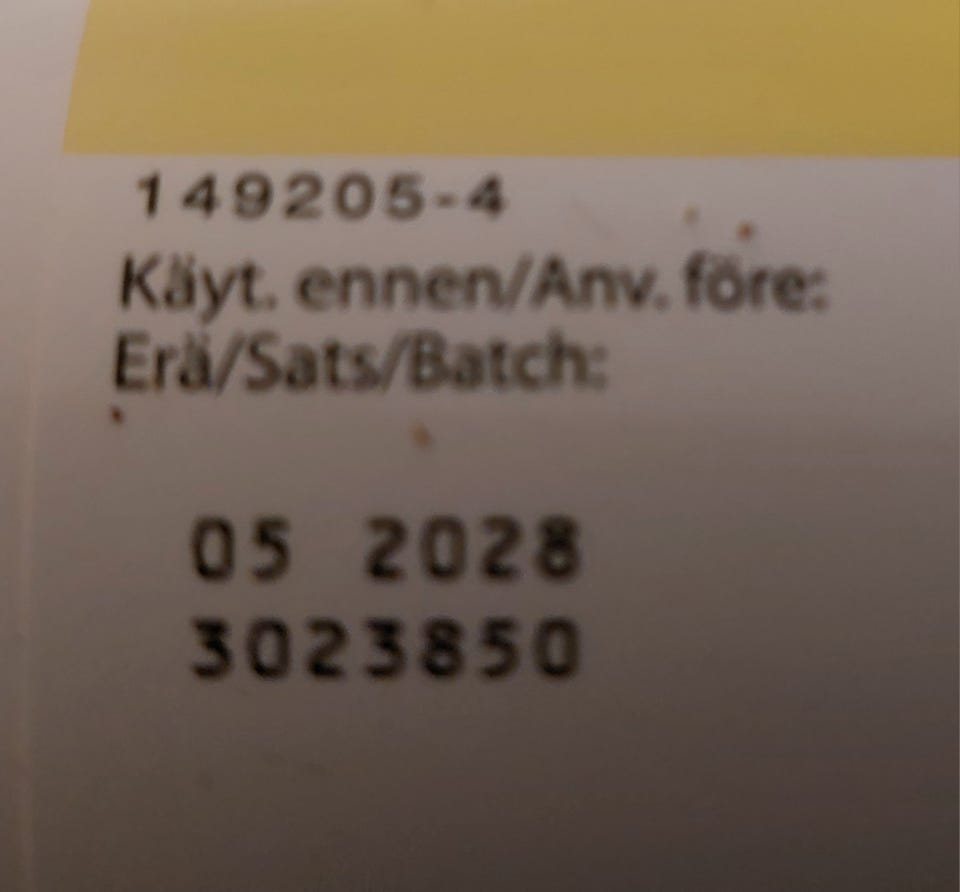 149205-4
Käyt. ennen/Anv. före:
Erä/Sats/Batch:
05 2028
3023850